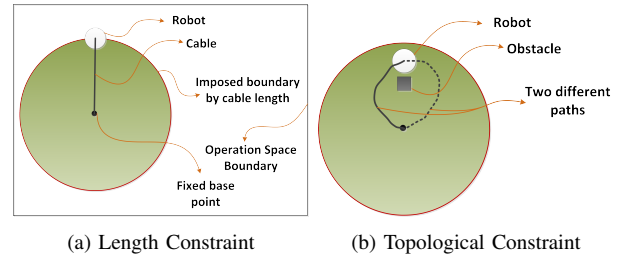 Robot
Cable
Imposed boundary
by cable length
Operation Space
Boundary
Fixed base
point
(a) Length Constraint
Robot
Obstacle
Two different
paths
(b) Topological Constraint